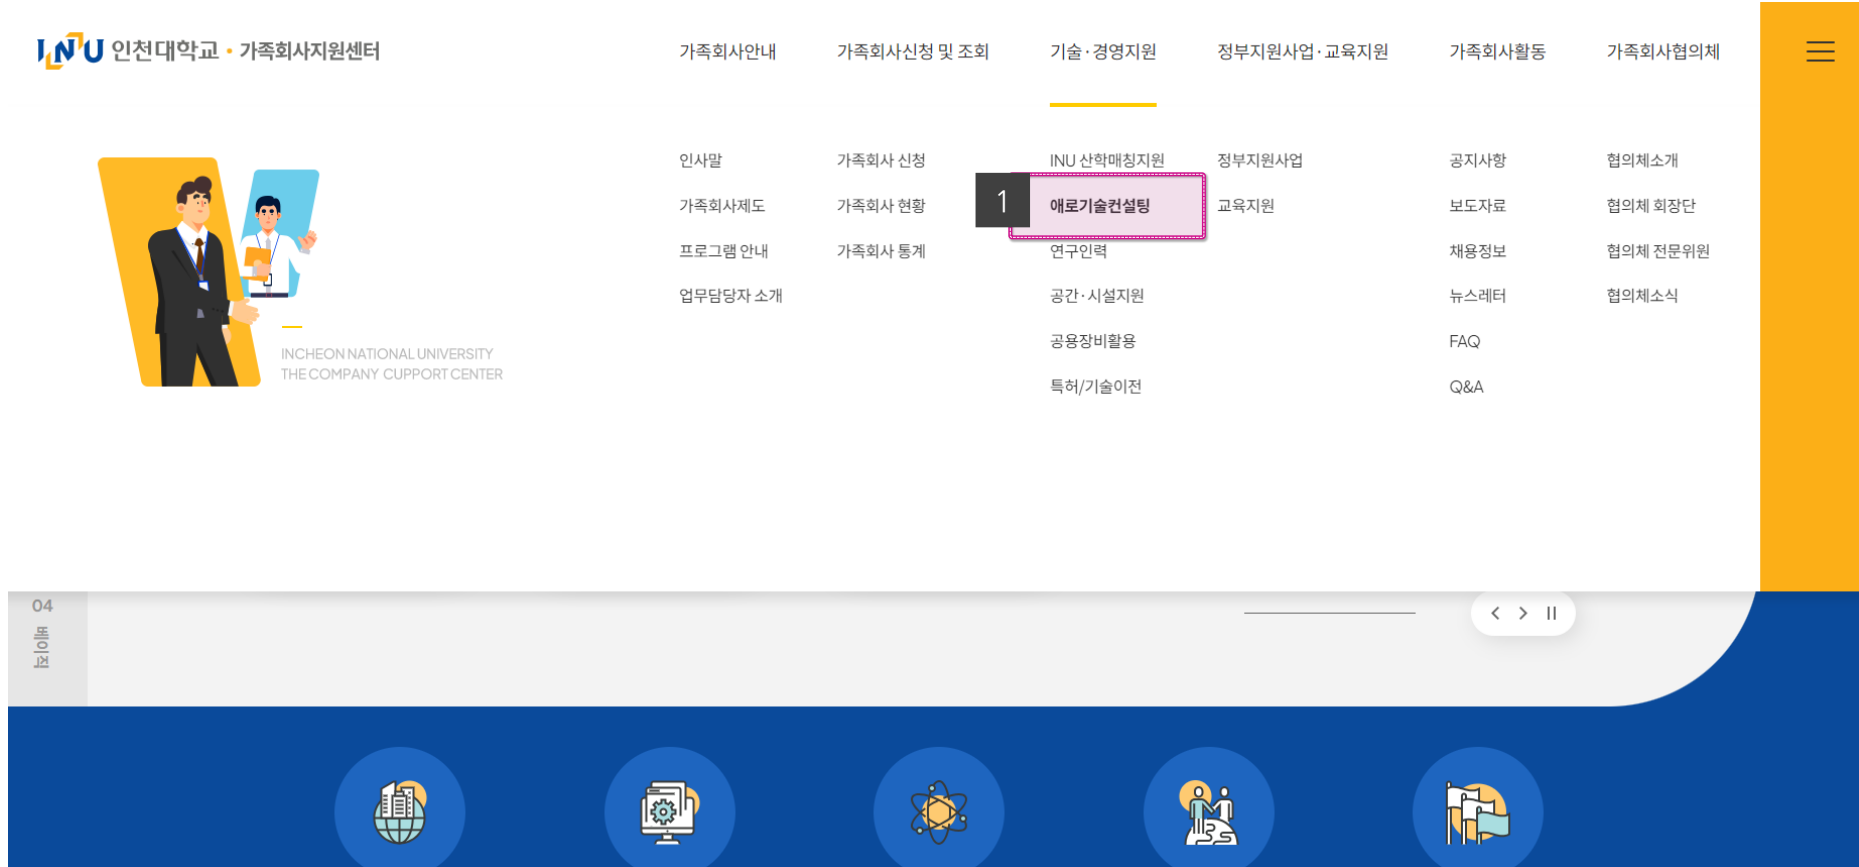 INU 인천대학교 · 가족회사지원센터
가족회사안내 가족회사신청 및 조회 기술·경영지원 정부지원사업·교육지원 가족회사활동 가족회사협의체
인사말 가족회사 신청 INU 산학매칭지원 정부지원사업 공지사항 협의체소개
가족회사제도 가족회사 현황 1 애로기술컨설팅 교육지원 보도자료 협의체 회장단
프로그램 안내 가족회사 통계 연구인력 채용정보 협의체 전문위원
업무담당자 소개 공간·시설지원 뉴스레터 협의체소식
공용장비활용 FAQ
특허/기술이전 Q&A
INCHEON NATIONAL UNIVERSITY
THE COMPANY CUPPORT CENTER
04
베이직